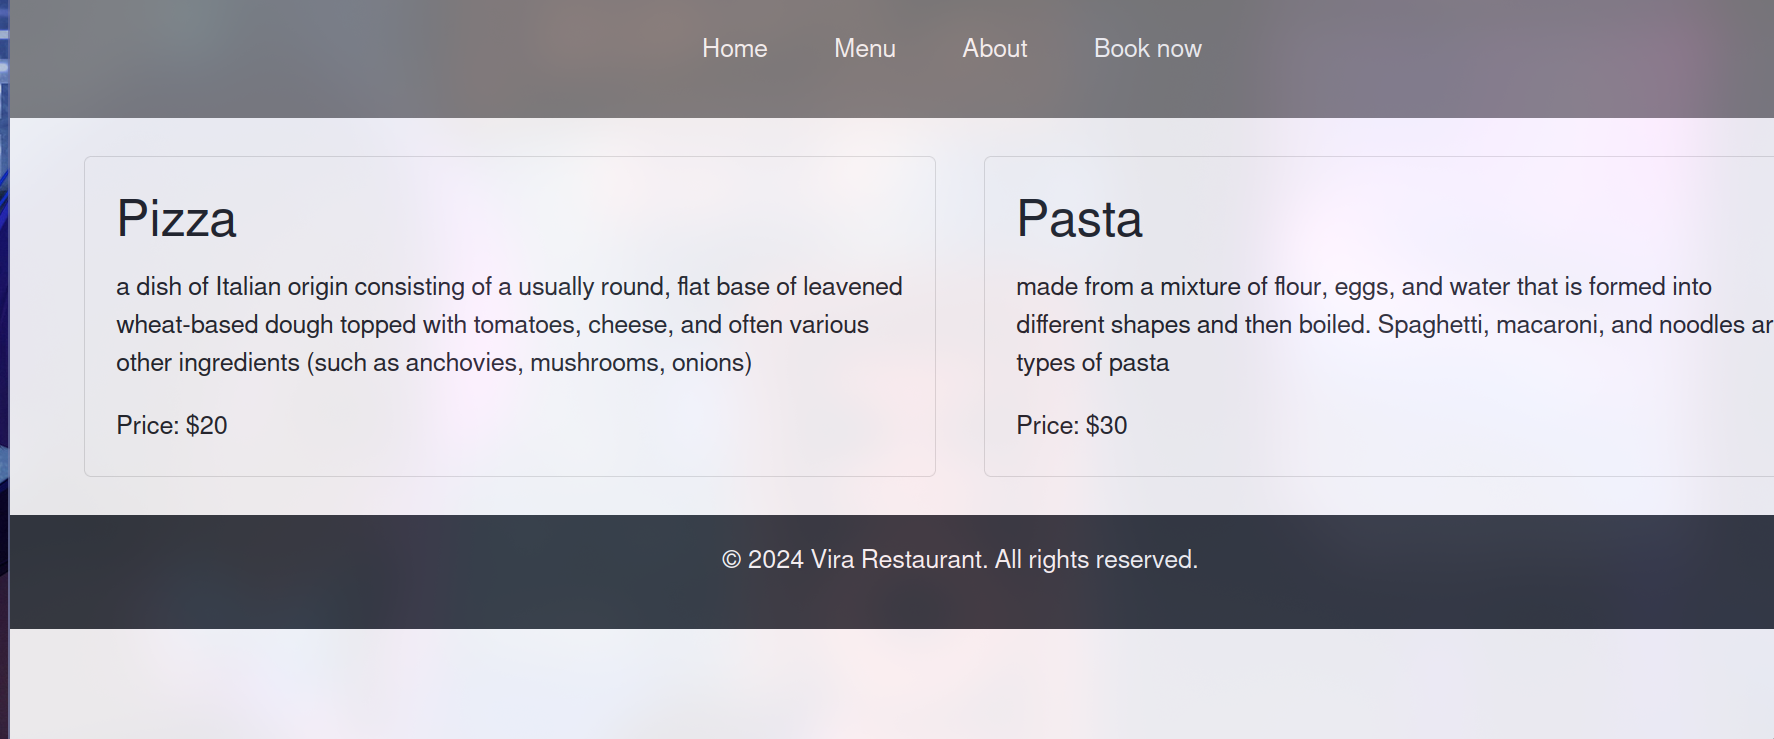 Home Menu About Book now
Pizza
a dish of Italian origin consisting of a usually round, flat base of leavened
wheat-based dough topped with tomatoes, cheese, and often various
other ingredients (such as anchovies, mushrooms, onions)
Price: $20
Pasta
made from a mixture of flour, eggs, and water that is formed into
different shapes and then boiled. Spaghetti, macaroni, and noodles
types of pasta
Price: $30
© 2024 Vira Restaurant. All rights reserved.